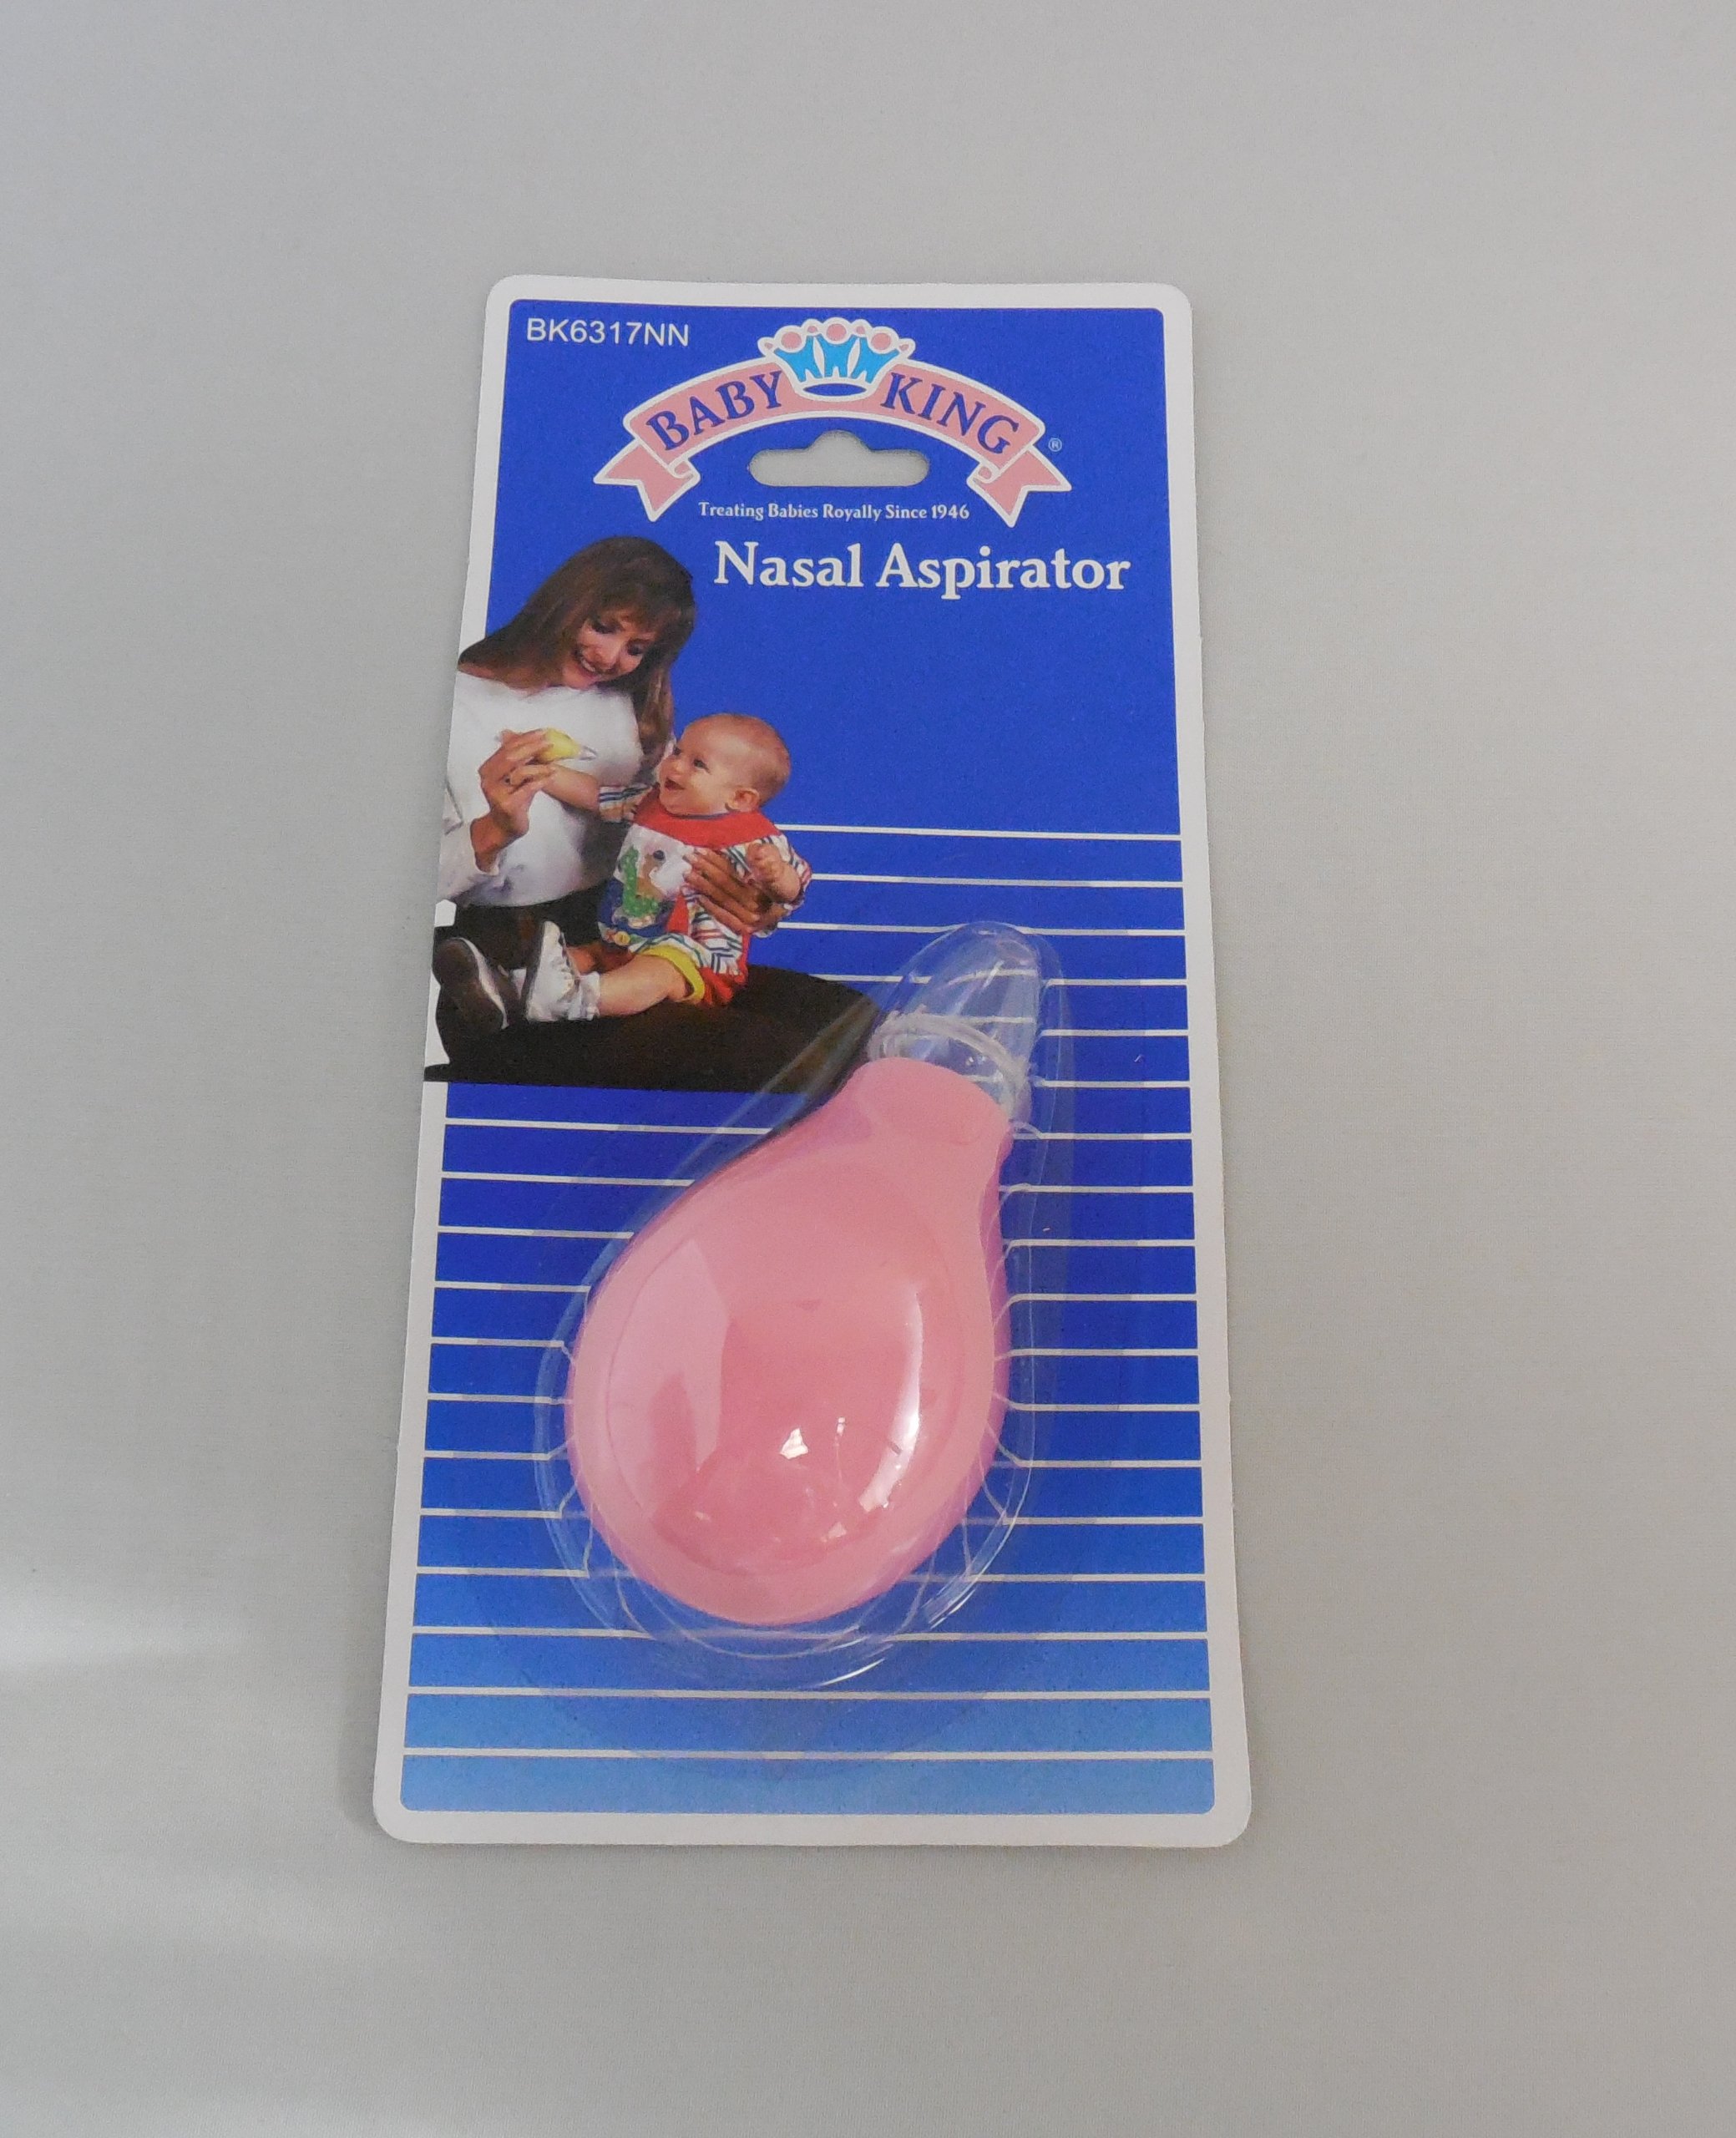 BK6317NN
BABY KING ®
Treating Babies Royally Since 1946
Nasal Aspirator